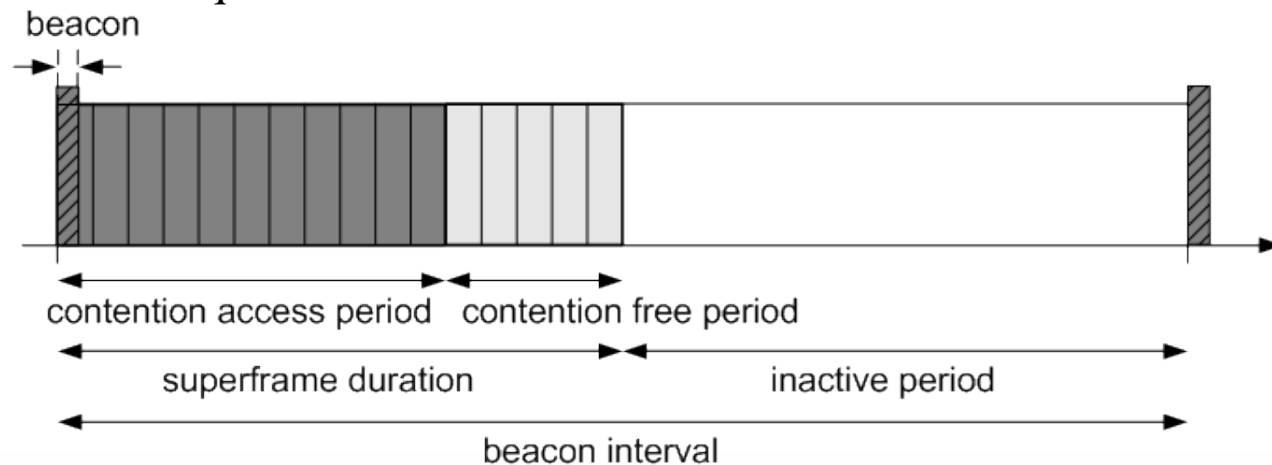 beacon
contention access period
contention free period
superframe duration
inactive period
beacon interval